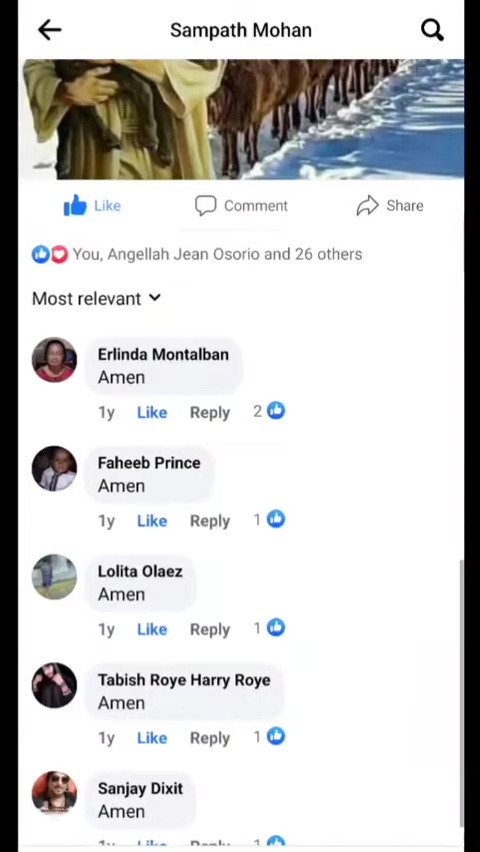 Sampath Mohan
Like Comment Share
You, Angellah Jean Osorio and 26 others
Most relevant
Erlinda Montalban
Amen
1y Like Reply 2
Faheeb Prince
Amen
1y Like Reply 1
Lolita Olaez
Amen
1y Like Reply 1
Tabish Roye Harry Roye
Amen
1y Like Reply 1
Sanjay Dixit
Amen